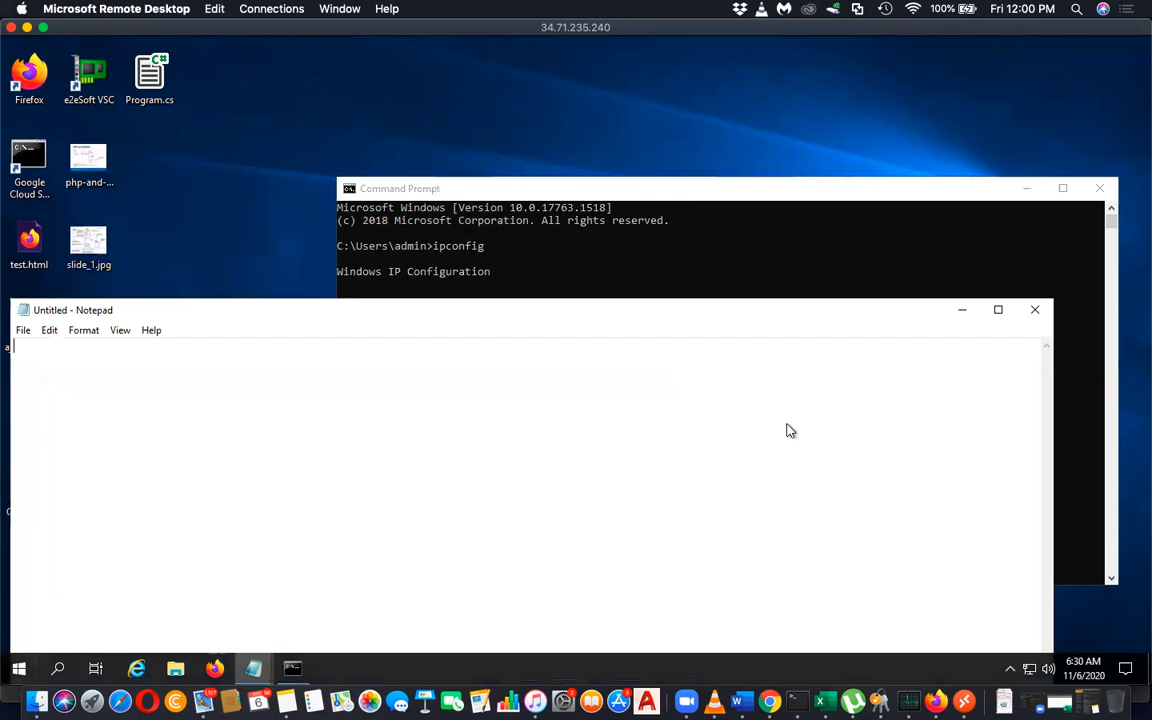 Microsoft Remote Desktop Edit Connections Window Help 100% Fri 12:00 PM
34.71.235.240
Firefox
e2eSoft VSC
C#
Program.cs
Google Cloud S...
php-and-...
test.html
slide_1.jpg
Command Prompt
Microsoft Windows [Version 10.0.17763.1518]
(c) 2018 Microsoft Corporation. All rights reserved.
C:\Users\admin>ipconfig
Windows IP Configuration
Untitled - Notepad
File Edit Format View Help
6:30 AM
11/6/2020
6